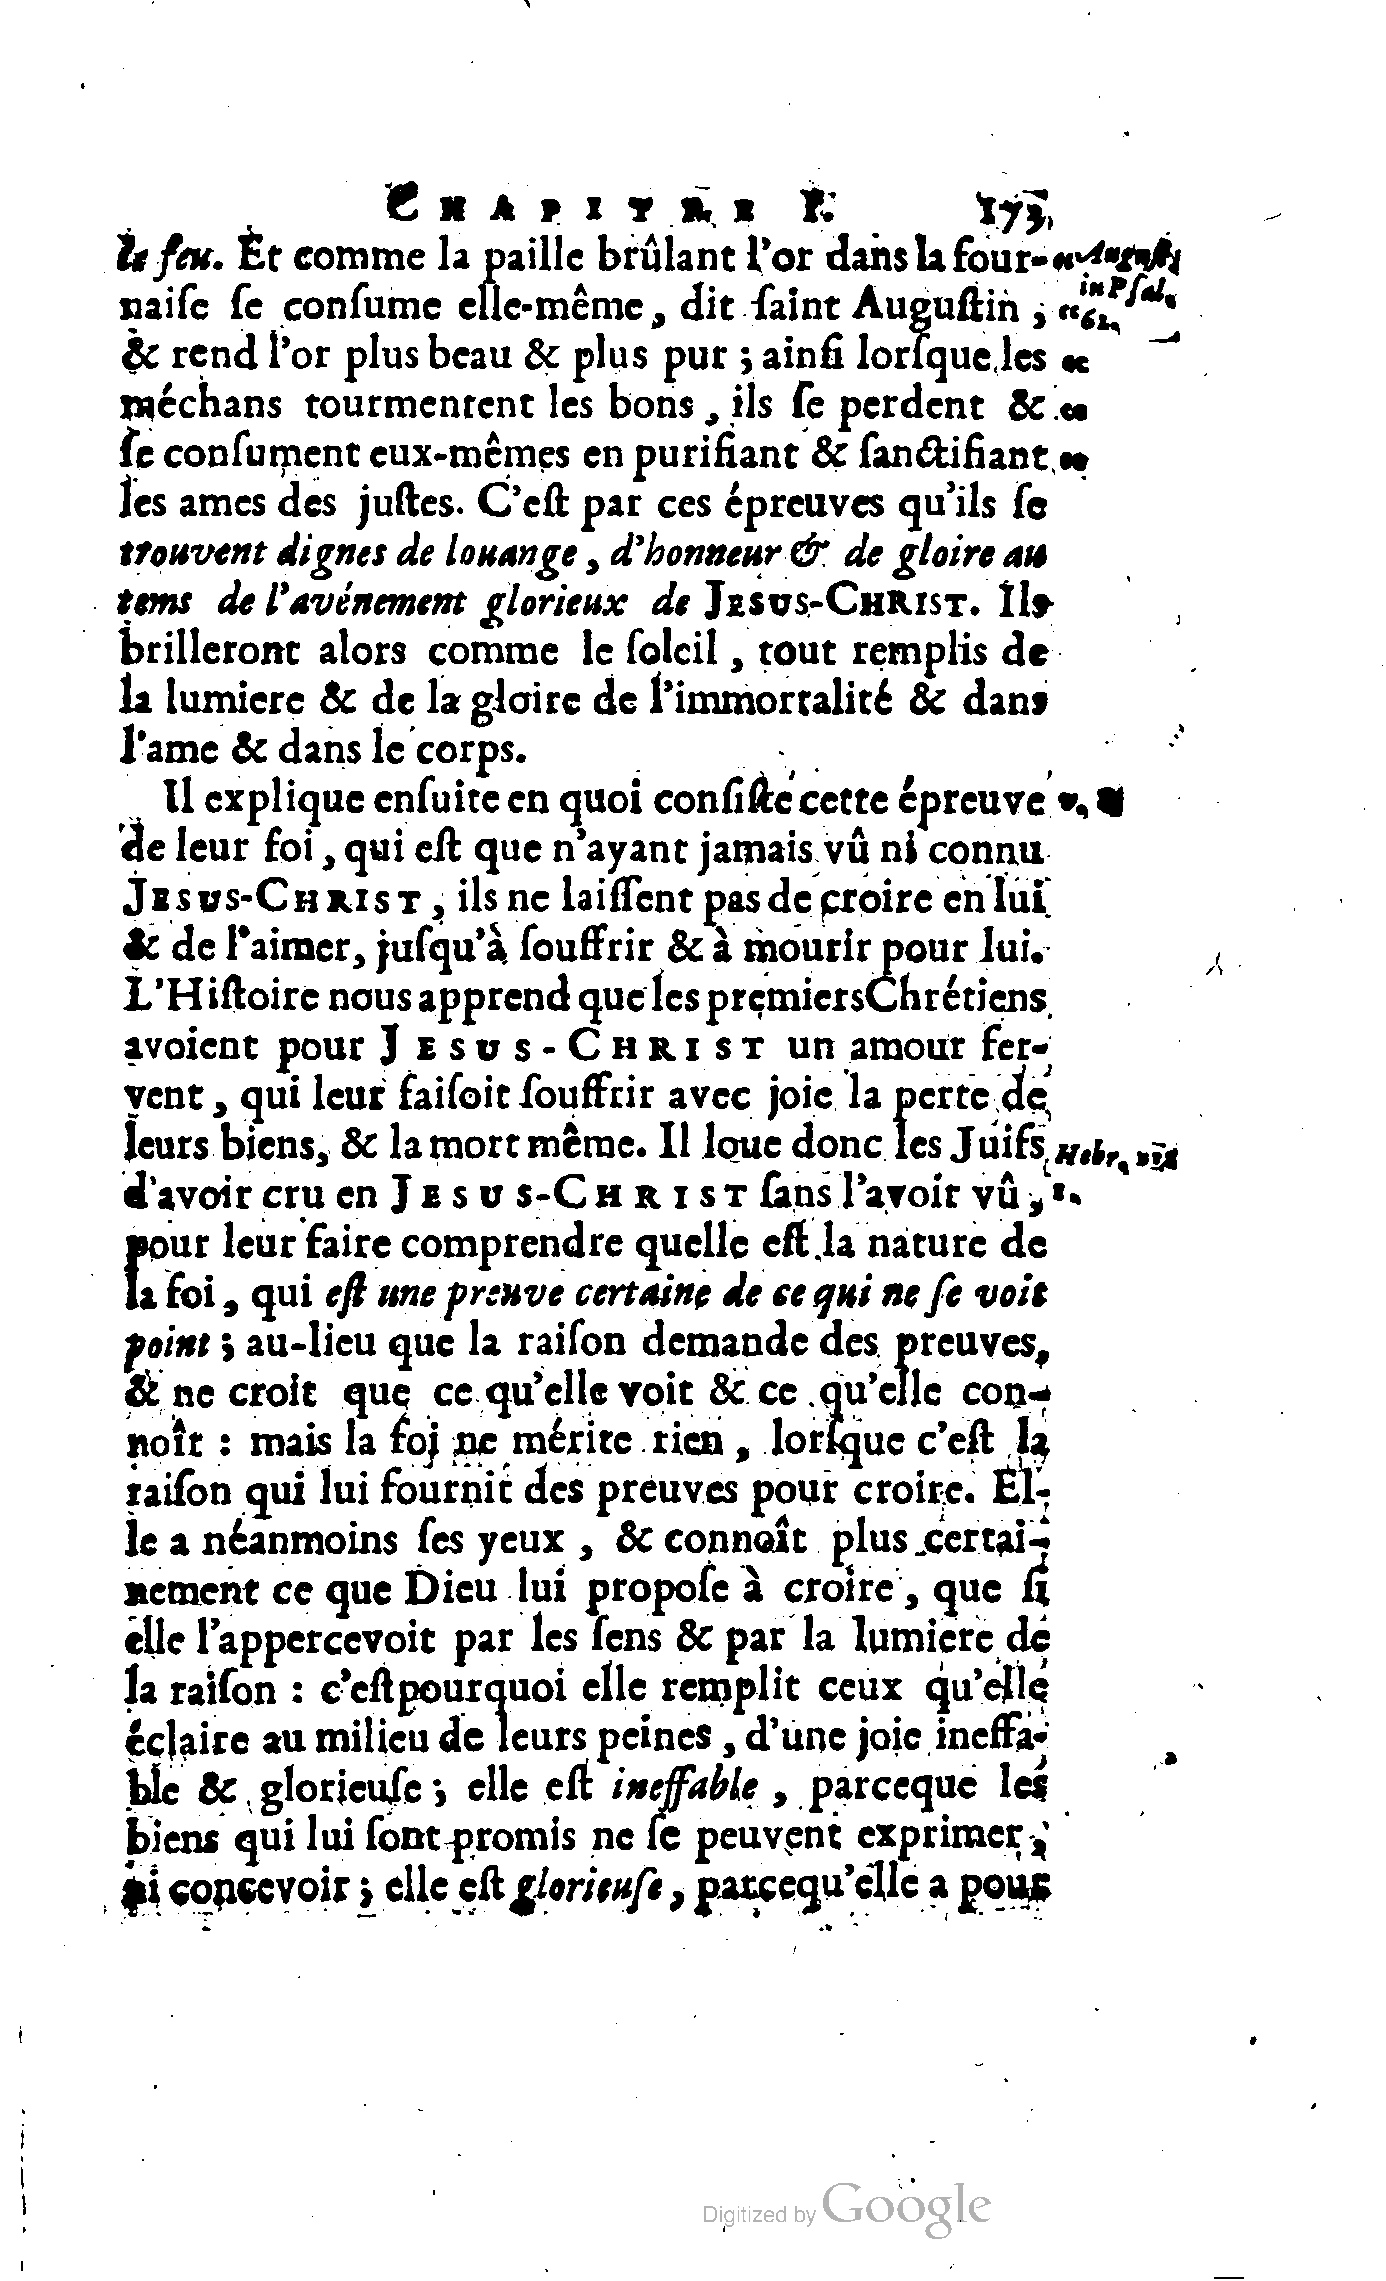 CHAPITRE I. 173
le feu. Et comme la paille brûlant l'or dans la four- « August.
naiſe ſe conſume elle-même, dit ſaint Auguſtin, « in Pſal. 61.
& rend l'or plus beau & plus pur ; ainſi lorſque les «
méchans tourmentent les bons, ils ſe perdent & «
ſe conſument eux-mêmes en purifiant & ſanctifiant «
les ames des juſtes. C'eſt par ces épreuves qu'ils ſe
trouvent dignes de louange, d'honneur & de gloire au
tems de l'avénement glorieux de JESUS-CHRIST. Ils
brilleront alors comme le ſoleil, tout remplis de
la lumiere & de la gloire de l'immortalité & dans
l'ame & dans le corps.
Il explique enſuite en quoi conſiſte cette épreuve v.
de leur foi, qui eſt que n'ayant jamais vû ni connu
JESUS-CHRIST, ils ne laiſſent pas de croire en lui
& de l'aimer, juſqu'à ſouffrir & à mourir pour lui.
L'Hiſtoire nous apprend que les premiers Chrétiens
avoient pour JESUS-CHRIST un amour fer-
vent, qui leur faiſoit ſouffrir avec joie la perte de
leurs biens, & la mort même. Il loue donc les Juifs Hebr.
d'avoir cru en JESUS-CHRIST ſans l'avoir vû, 1.
pour leur faire comprendre quelle eſt la nature de
la foi, qui eſt une preuve certaine de ce qui ne ſe voit
point ; au-lieu que la raiſon demande des preuves,
& ne croit que ce qu'elle voit & ce qu'elle con-
noît : mais la foi ne mérite rien, lorſque c'eſt la
raiſon qui lui fournit des preuves pour croire. El-
le a néanmoins ſes yeux, & connoît plus certai-
nement ce que Dieu lui propoſe à croire, que ſi
elle l'appercevoit par les ſens & par la lumiere de
la raiſon : c'eſtpourquoi elle remplit ceux qu'elle
éclaire au milieu de leurs peines, d'une joie ineffa-
ble & glorieuſe ; elle eſt ineffable, parceque les
biens qui lui ſont promis ne ſe peuvent exprimer,
ni concevoir ; elle eſt glorieuſe, parcequ'elle a pour
Digitized by Google